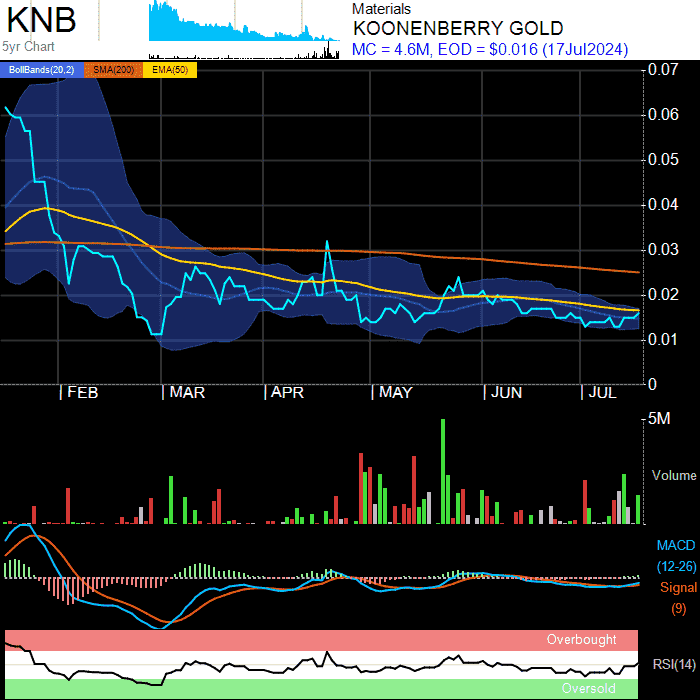 KNB
5yr Chart
Materials
KOONENBERRY GOLD
MC = 4.6M, EOD = $0.016 (17Jul2024)
BollBands(20,2) SMA(200) EMA(50)
0.07
0.06
0.05
0.04
0.03
0.02
0.01
0
FEB MAR APR MAY JUN JUL
5M
Volume
MACD
(12-26)
Signal
(9)
Overbought
RSI(14)
Oversold